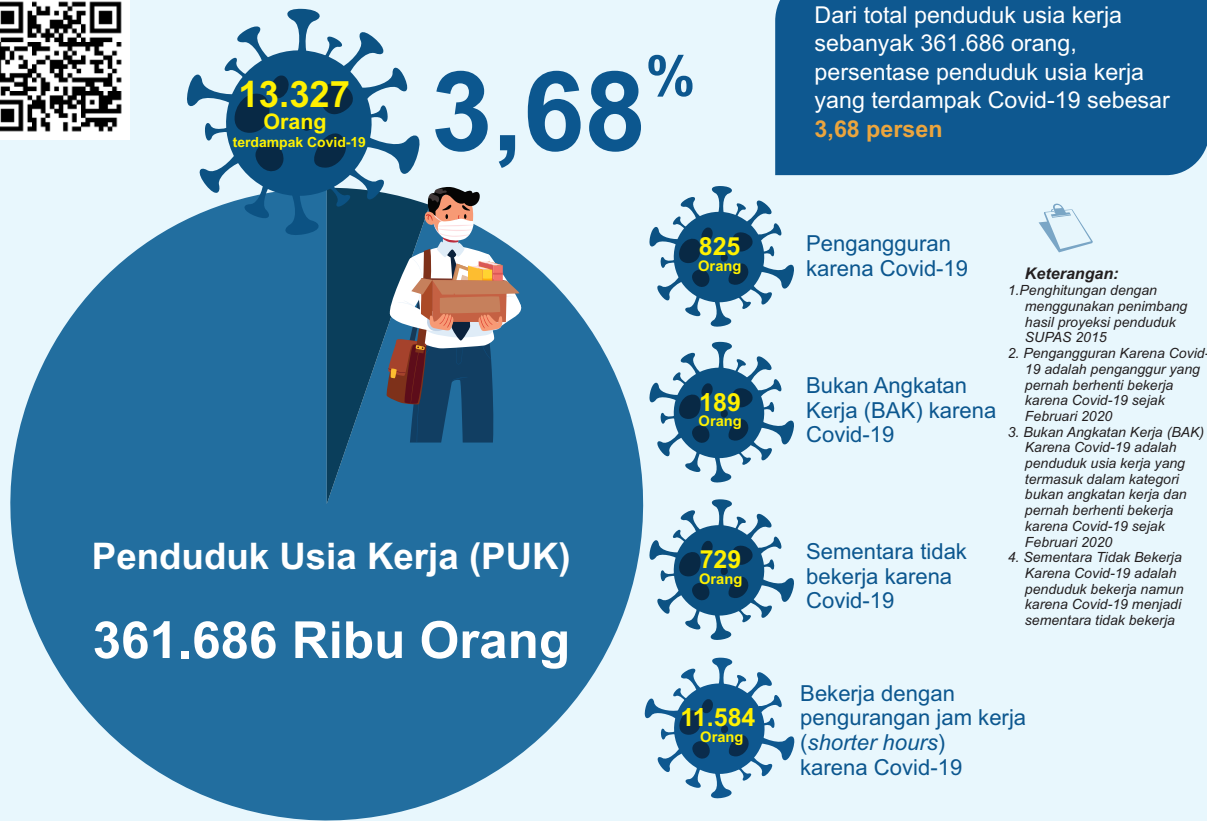 13.327
Orang
terdampak Covid-19
3,68%
Dari total penduduk usia kerja
sebanyak 361.686 orang,
persentase penduduk usia kerja
yang terdampak Covid-19 sebesar
3,68 persen
Penduduk Usia Kerja (PUK)
361.686 Ribu Orang
825
Orang
Pengangguran
karena Covid-19
189
Orang
Bukan Angkatan
Kerja (BAK) karena
Covid-19
729
Orang
Sementara tidak
bekerja karena
Covid-19
11.584
Orang
Bekerja dengan
pengurangan jam kerja
(shorter hours)
karena Covid-19
Keterangan:
1.Penghitungan dengan
menggunakan penimbang
hasil proyeksi penduduk
SUPAS 2015
2. Pengangguran Karena Covid-
19 adalah penganggur yang
pernah berhenti bekerja
karena Covid-19 sejak
Februari 2020
3. Bukan Angkatan Kerja (BAK)
Karena Covid-19 adalah
penduduk usia kerja yang
termasuk dalam kategori
bukan angkatan kerja dan
pernah berhenti bekerja
karena Covid-19 sejak
Februari 2020
4. Sementara Tidak Bekerja
Karena Covid-19 adalah
penduduk bekerja namun
karena Covid-19 menjadi
sementara tidak bekerja